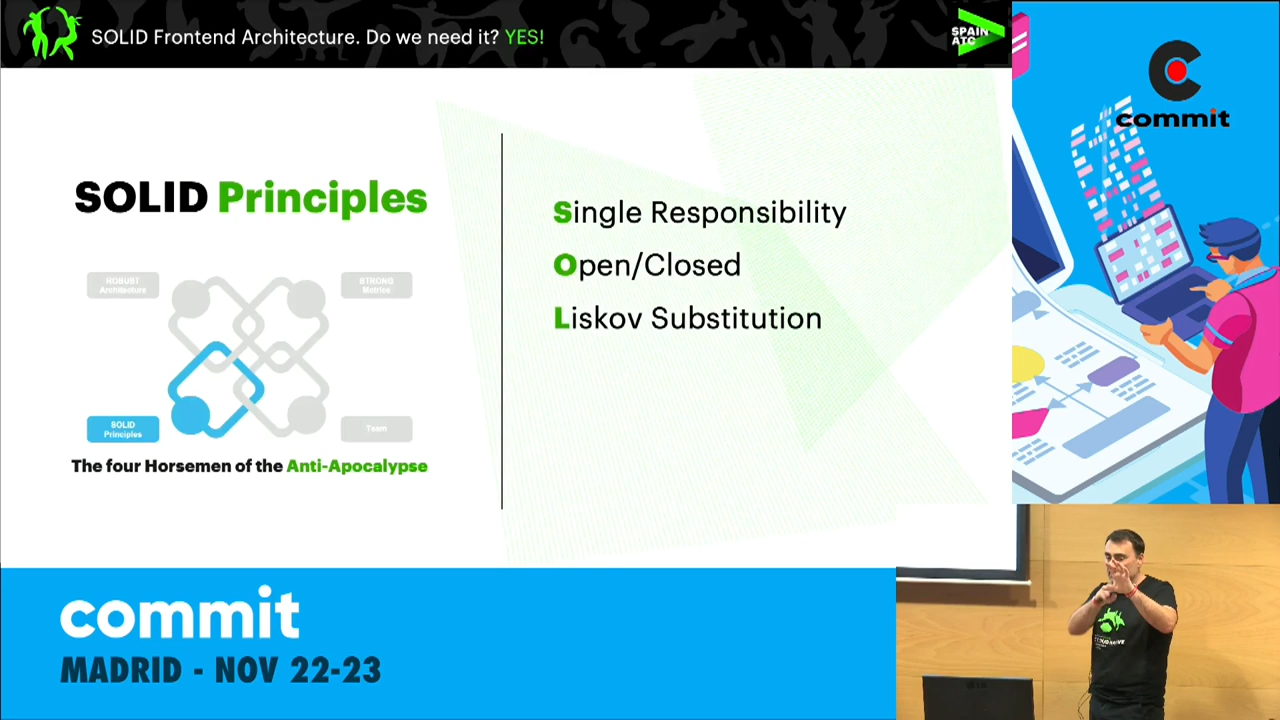 SOLID Frontend Architecture. Do we need it? YES!
SPAIN
ATC
commit
SOLID Principles
Single Responsibility
Open/Closed
Liskov Substitution
ROBUST
Architecture
STRONG
Metrics
SOLID
Principles
Team
The four Horsemen of the Anti-Apocalypse
commit
MADRID - NOV 22-23